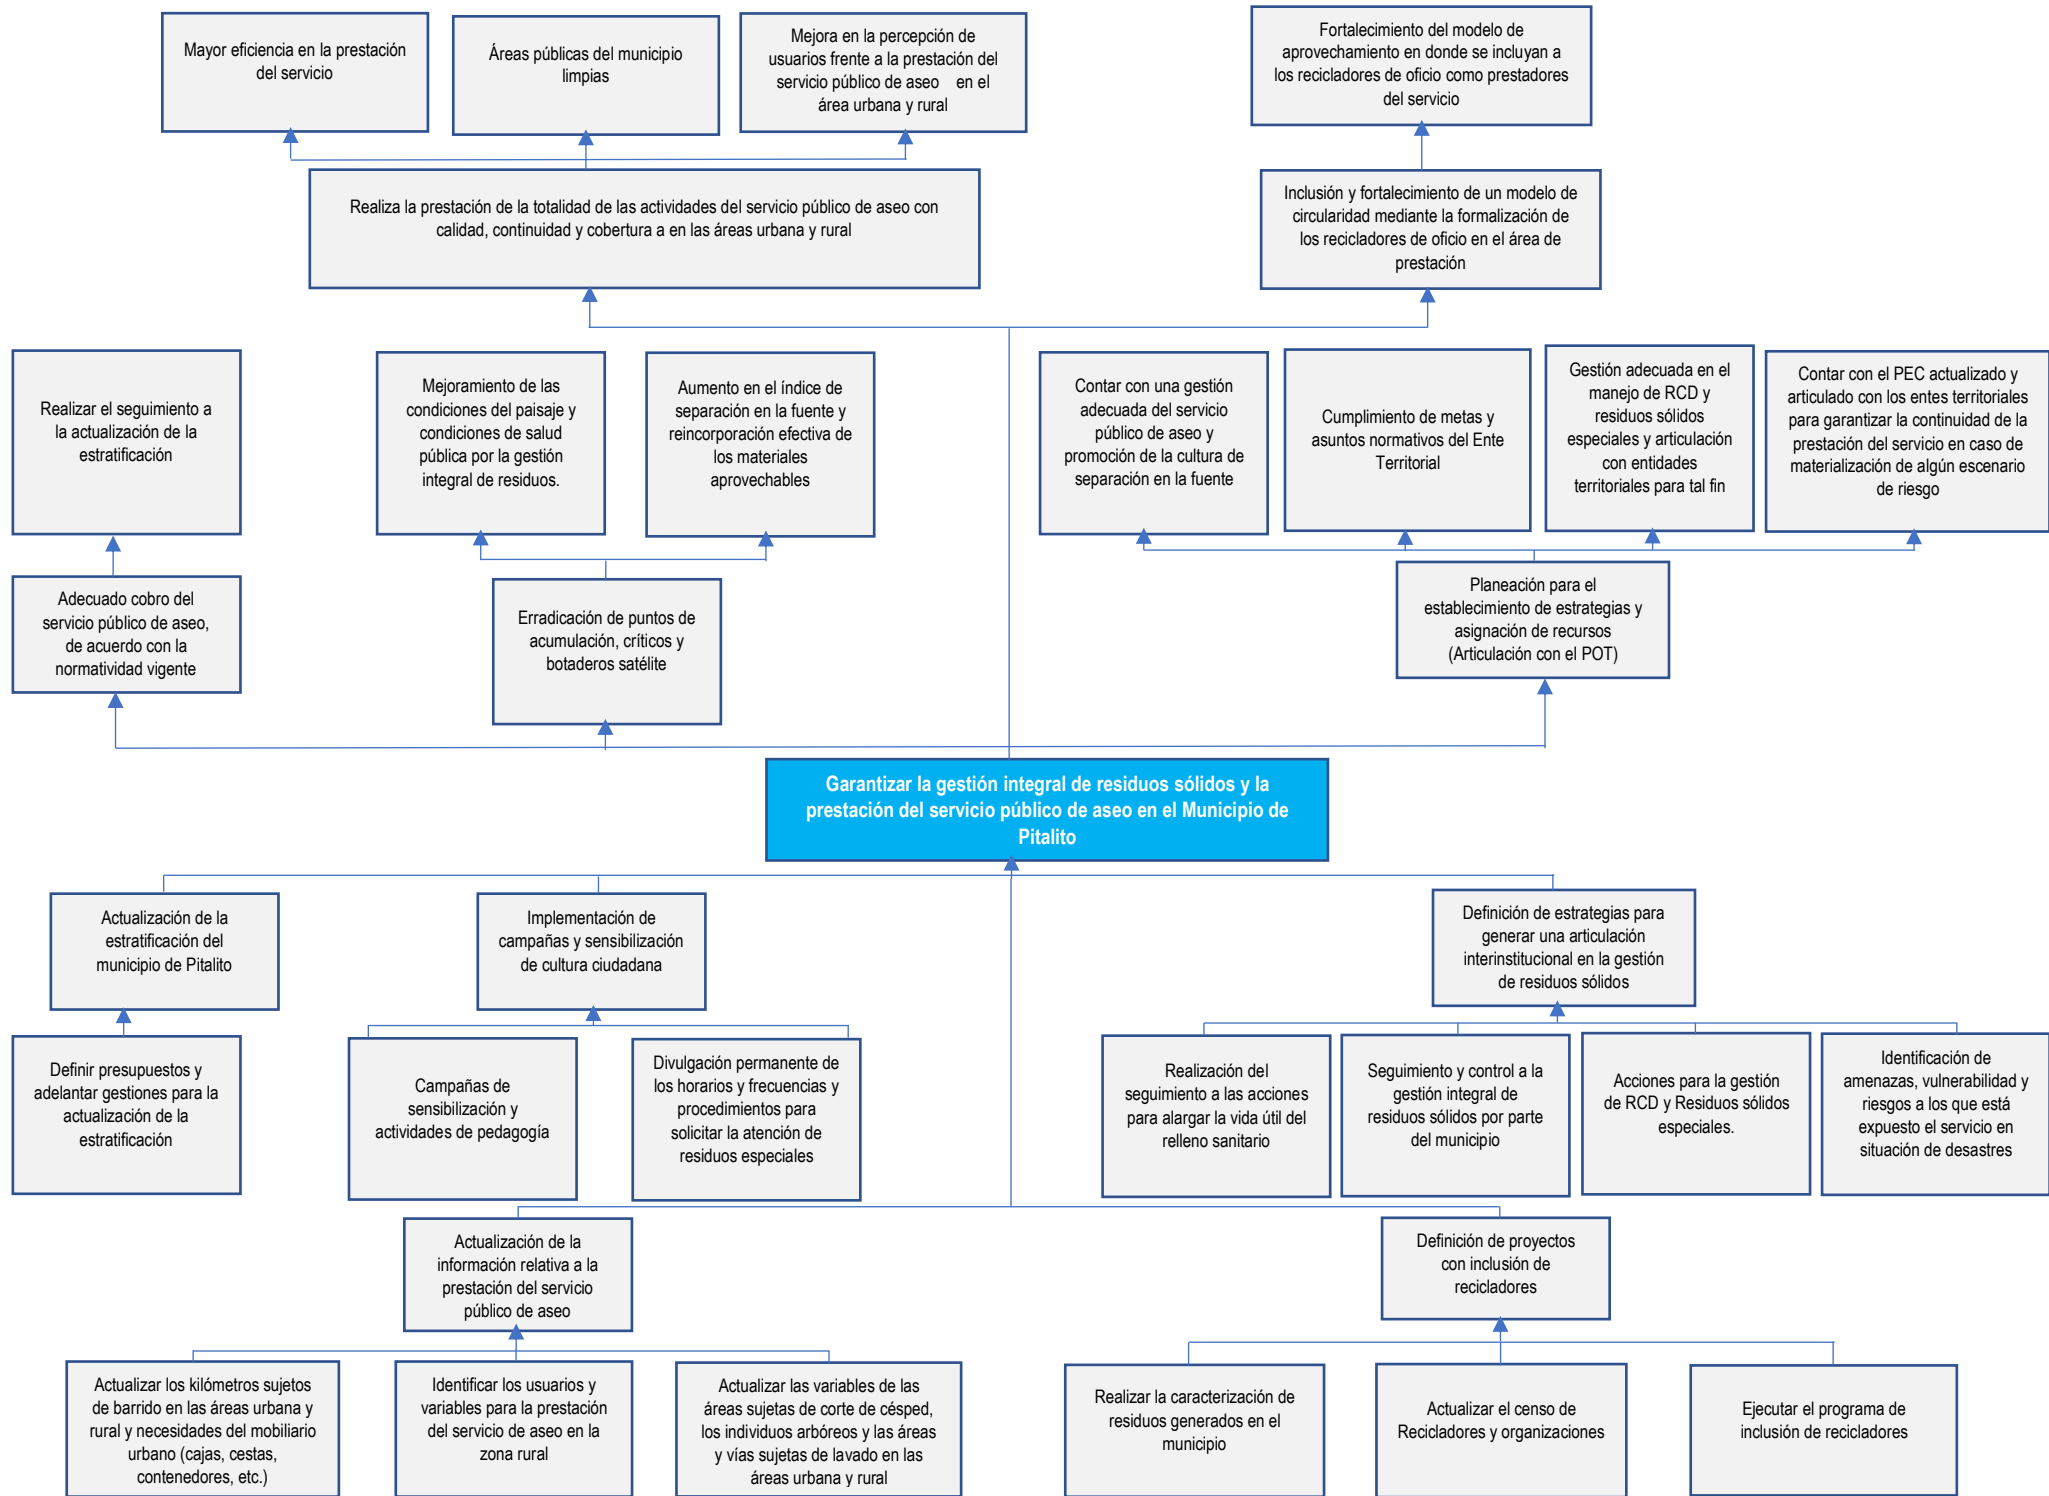 Mayor eficiencia en la prestación
del servicio
Áreas públicas del municipio
limpias
Mejora en la percepción de
usuarios frente a la prestación del
servicio público de aseo en el
área urbana y rural
Fortalecimiento del modelo de
aprovechamiento en donde se incluyan a
los recicladores de oficio como prestadores
del servicio
Realiza la prestación de la totalidad de las actividades del servicio público de aseo con
calidad, continuidad y cobertura a en las áreas urbana y rural
Inclusión y fortalecimiento de un modelo de
circularidad mediante la formalización de
los recicladores de oficio en el área de
prestación
Realizar el seguimiento a
la actualización de la
estratificación
Mejoramiento de las
condiciones del paisaje y
condiciones de salud
pública por la gestión
integral de residuos.
Aumento en el índice de
separación en la fuente y
reincorporación efectiva de
los materiales
aprovechables
Contar con una gestión
adecuada del servicio
público de aseo y
promoción de la cultura de
separación en la fuente
Cumplimiento de metas y
asuntos normativos del Ente
Territorial
Gestión adecuada en el
manejo de RCD y
residuos sólidos
especiales y articulación
con entidades
territoriales para tal fin
Contar con el PEC actualizado y
articulado con los entes territoriales
para garantizar la continuidad de la
prestación del servicio en caso de
materialización de algún escenario
de riesgo
Adecuado cobro del
servicio público de aseo,
de acuerdo con la
normatividad vigente
Erradicación de puntos de
acumulación, críticos y
botaderos satélite
Planeación para el
establecimiento de estrategias y
asignación de recursos
(Articulación con el POT)
Garantizar la gestión integral de residuos sólidos y la
prestación del servicio público de aseo en el Municipio de
Pitalito
Actualización de la
estratificación del
municipio de Pitalito
Implementación de
campañas y sensibilización
de cultura ciudadana
Definición de estrategias para
generar una articulación
interinstitucional en la gestión
de residuos sólidos
Definir presupuestos y
adelantar gestiones para la
actualización de la
estratificación
Campañas de
sensibilización y
actividades de pedagogía
Divulgación permanente de
los horarios y frecuencias y
procedimientos para
solicitar la atención de
residuos especiales
Realización del
seguimiento a las acciones
para alargar la vida útil del
relleno sanitario
Seguimiento y control a la
gestión integral de
residuos sólidos por parte
del municipio
Acciones para la gestión
de RCD y Residuos sólidos
especiales.
Identificación de
amenazas, vulnerabilidad y
riesgos a los que está
expuesto el servicio en
situación de desastres
Actualización de la
información relativa a la
prestación del servicio
público de aseo
Definición de proyectos
con inclusión de
recicladores
Actualizar los kilómetros sujetos
de barrido en las áreas urbana y
rural y necesidades del mobiliario
urbano (cajas, cestas,
contenedores, etc.)
Identificar los usuarios y
variables para la prestación
del servicio de aseo en la
zona rural
Actualizar las variables de las
áreas sujetas de corte de césped,
los individuos arbóreos y las áreas
y vías sujetas de lavado en las
áreas urbana y rural
Realizar la caracterización de
residuos generados en el
municipio
Actualizar el censo de
Recicladores y organizaciones
Ejecutar el programa de
inclusión de recicladores